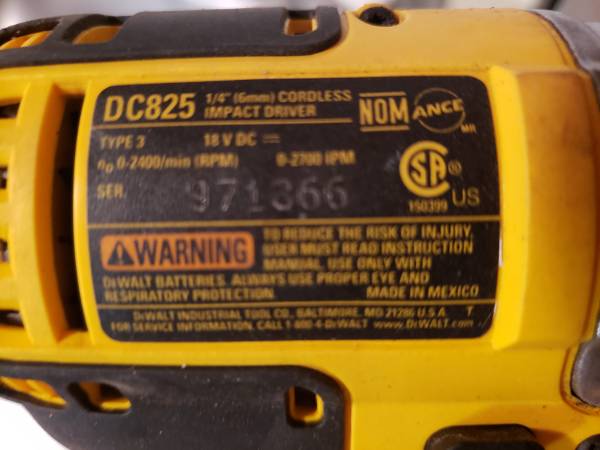 DC825 1/4" (6mm) CORDLESS
IMPACT DRIVER
NOM ANCE
MR
TYPE 3 18 V DC ⎓
n₀ 0-2400/min (RPM) 0-2700 IPM
SER. 971366
SA ® US
150399
WARNING TO REDUCE THE RISK OF INJURY,
USER MUST READ INSTRUCTION
MANUAL. USE ONLY WITH
DEWALT BATTERIES. ALWAYS USE PROPER EYE AND
RESPIRATORY PROTECTION. MADE IN MEXICO
DEWALT INDUSTRIAL TOOL CO., BALTIMORE, MD 21286 U.S.A. T
FOR SERVICE INFORMATION, CALL 1-800-4-DEWALT www.DEWALT.com